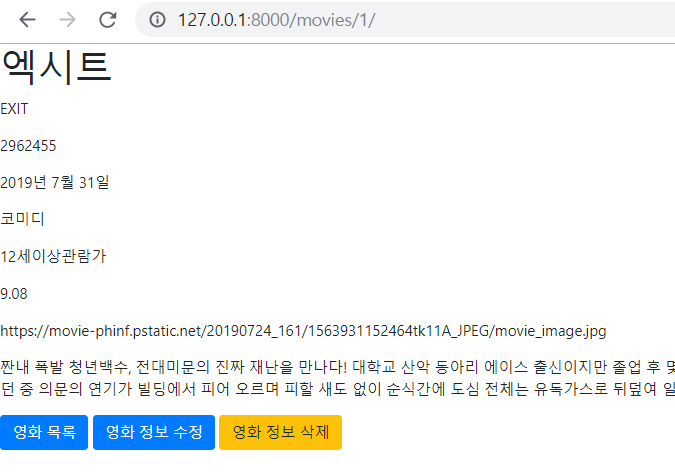 127.0.0.1:8000/movies/1/
엑시트
EXIT
2962455
2019년 7월 31일
코미디
12세이상관람가
9.08
https://movie-phinf.pstatic.net/20190724_161/1563931152464tk11A_JPEG/movie_image.jpg
짠내 폭발 청년백수, 전대미문의 진짜 재난을 만나다! 대학교 산악 동아리 에이스 출신이지만 졸업 후 몇
던 중 의문의 연기가 빌딩에서 피어 오르며 피할 새도 없이 순식간에 도심 전체는 유독가스로 뒤덮여 일
영화 목록 영화 정보 수정 영화 정보 삭제